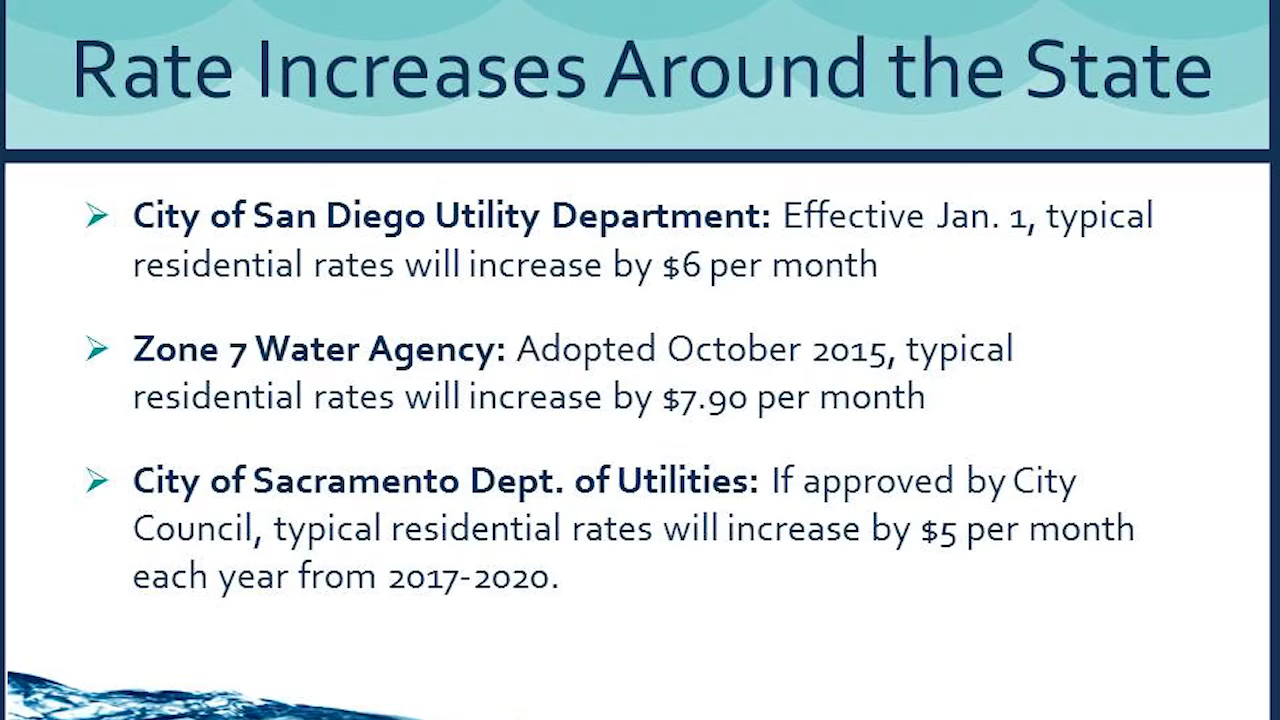 Rate Increases Around the State
City of San Diego Utility Department: Effective Jan. 1, typical
residential rates will increase by $6 per month
Zone 7 Water Agency: Adopted October 2015, typical
residential rates will increase by $7.90 per month
City of Sacramento Dept. of Utilities: If approved by City
Council, typical residential rates will increase by $5 per month
each year from 2017-2020.